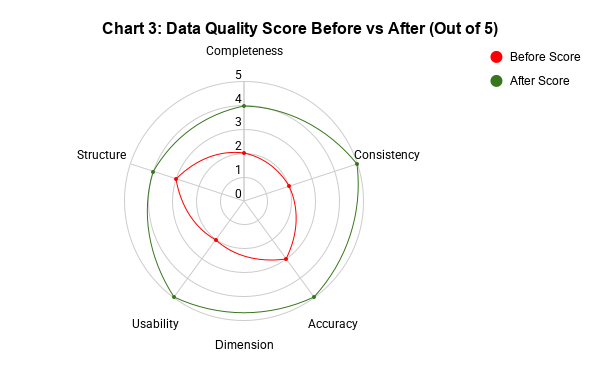 Chart 3: Data Quality Score Before vs After (Out of 5)
Completeness
Before Score
After Score
5
4
3
2
1
0
Structure
Consistency
Usability
Accuracy
Dimension